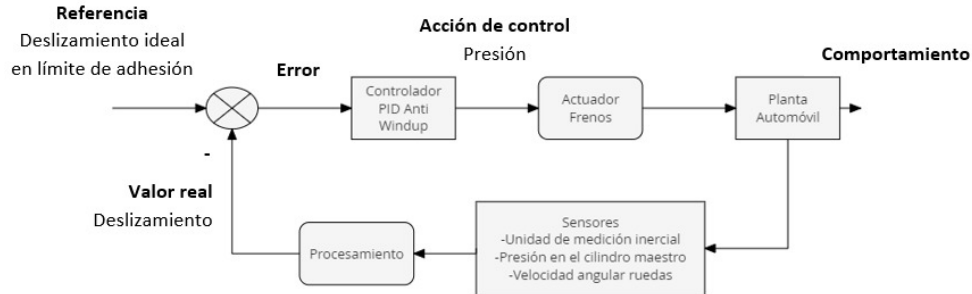 Referencia
Deslizamiento ideal
en límite de adhesión
Error
Acción de control
Presión
Comportamiento
Controlador
PID Anti
Windup
Actuador
Frenos
Planta
Automóvil
-
Valor real
Deslizamiento
Procesamiento
Sensores
-Unidad de medición inercial
-Presión en el cilindro maestro
-Velocidad angular ruedas